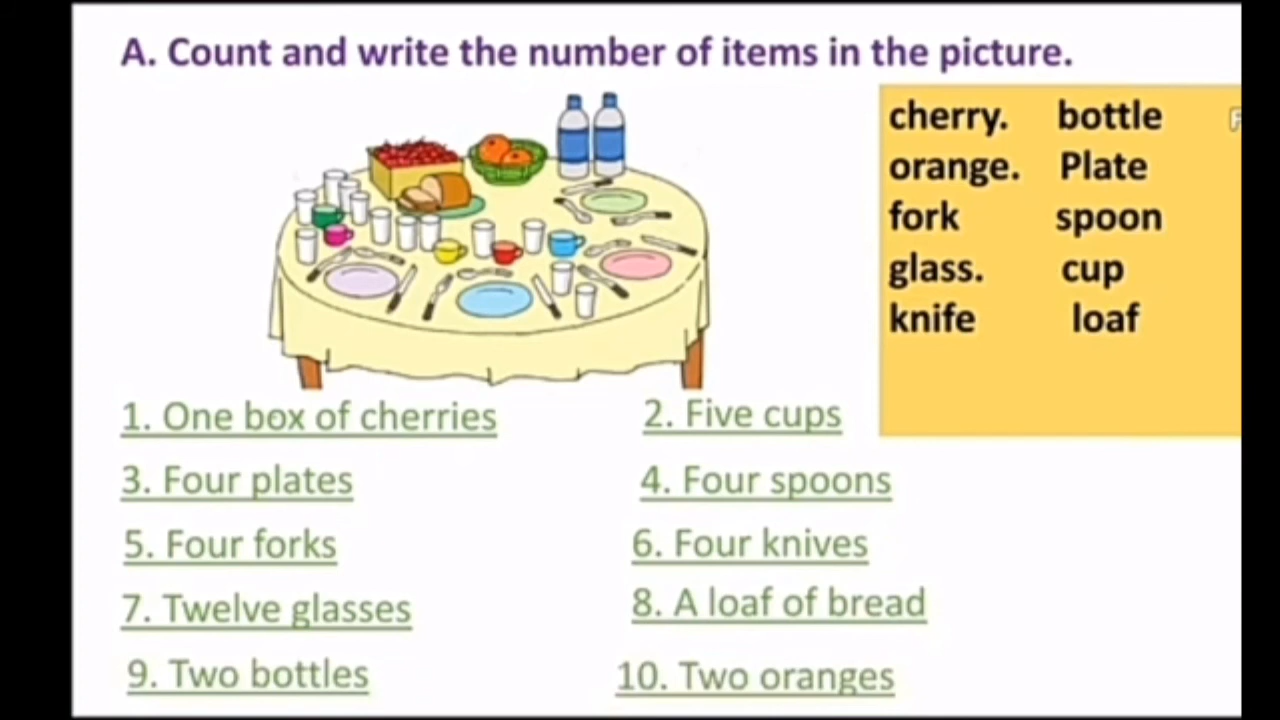 A. Count and write the number of items in the picture.
cherry. bottle
orange. Plate
fork spoon
glass. cup
knife loaf
1. One box of cherries 2. Five cups
3. Four plates 4. Four spoons
5. Four forks 6. Four knives
7. Twelve glasses 8. A loaf of bread
9. Two bottles 10. Two oranges